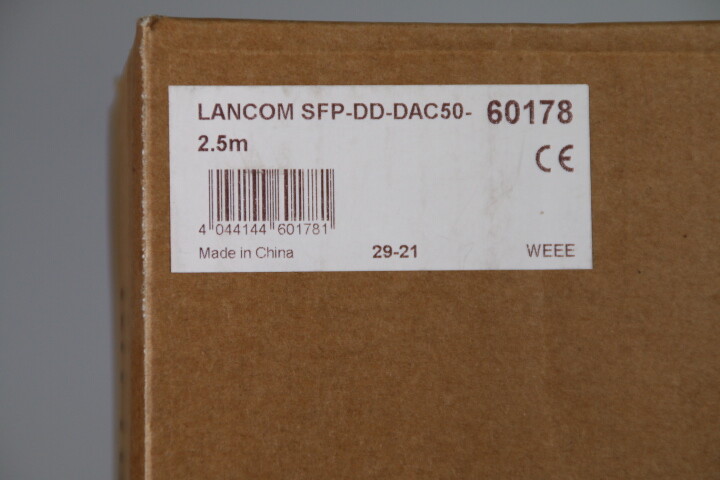 LANCOM SFP-DD-DAC50- 60178
2.5m
CE
4 044144 601781
Made in China 29-21 WEEE